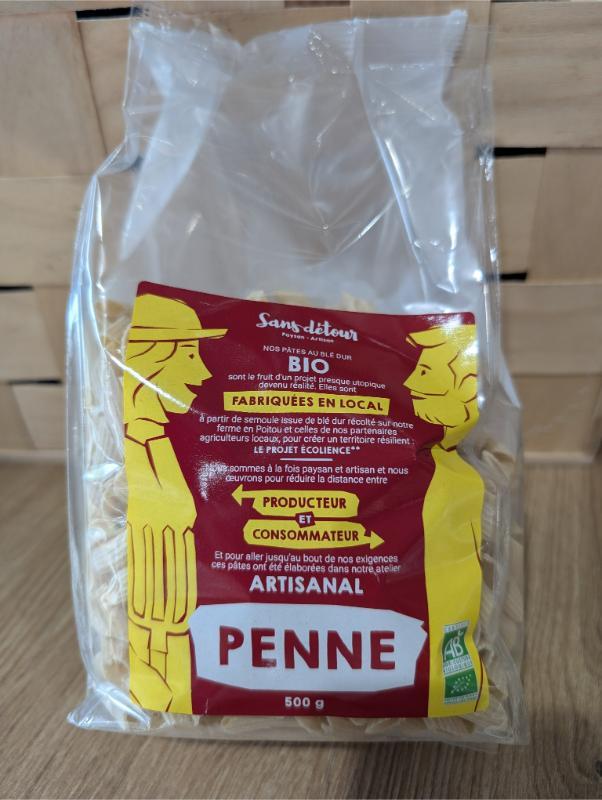 Sans détour
Paysan - Artisan
NOS PÂTES AU BLÉ DUR
BIO
sont le fruit d'un projet presque utopique
devenu réalité. Elles sont
FABRIQUÉES EN LOCAL
à partir de semoule issue de blé dur récolté sur notre
ferme en Poitou et celles de nos partenaires
agriculteurs locaux, pour créer un territoire résilient :
LE PROJET ÉCOLIENCE**
Nous sommes à la fois paysan et artisan et nous
œuvrons pour réduire la distance entre
PRODUCTEUR
ET
CONSOMMATEUR
Et pour aller jusqu'au bout de nos exigences
ces pâtes ont été élaborées dans notre atelier
ARTISANAL
PENNE
500 g
AB